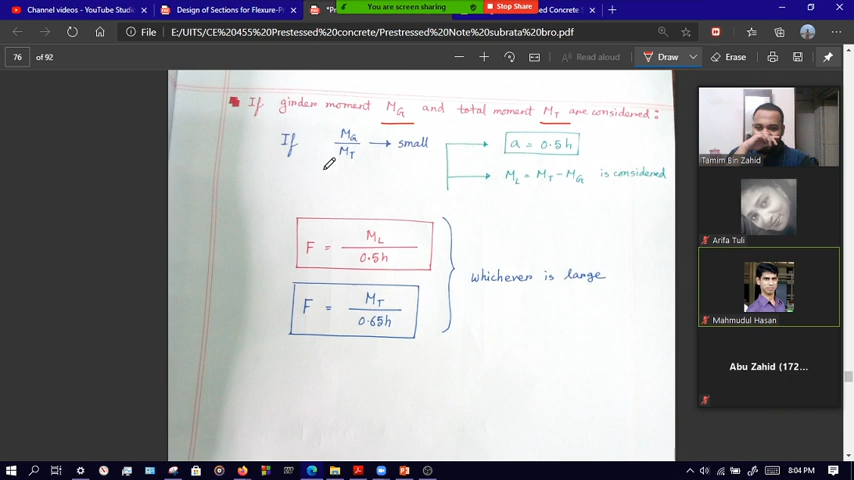 Channel videos - YouTube Studi
Design of Sections for Flexure-P
You are screen sharing
Stop Share
File
E:/UITS/CE%20455%20Prestessed%20concrete/Prestressed%20Note%20subrata%20bro.pdf
76 of 92
Read aloud
Draw
Erase
If girder moment M_G and total moment M_T are considered:
If M_G/M_T → small
a = 0.5h
M_L = M_T - M_G is considered
F = M_L/0.5h
F = M_T/0.65h
whichever is large
Tamim Bin Zahid
Arifa Tuli
Mahmudul Hasan
Abu Zahid (172...
8:04 PM